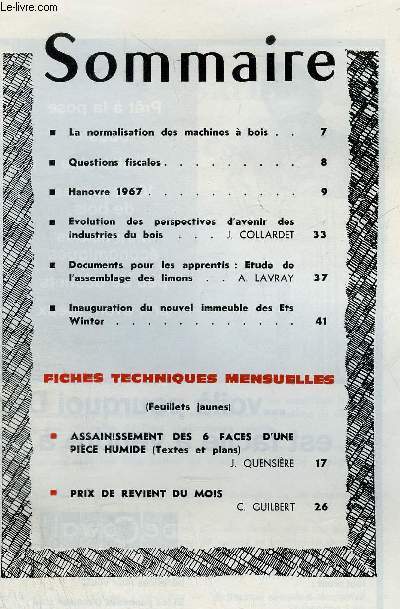 Le-livre.com
Sommaire
▪ La normalisation des machines à bois . . 7
▪ Questions fiscales . . . . . . . . . 8
▪ Hanovre 1967 . . . . . . . . . . 9
▪ Evolution des perspectives d'avenir des
industries du bois . . . J. COLLARDET 33
▪ Documents pour les apprentis : Etude de
l'assemblage des limons . . A. LAVRAY 37
▪ Inauguration du nouvel immeuble des Ets
Winter . . . . . . . . . . . . 41
FICHES TECHNIQUES MENSUELLES
(Feuillets jaunes)
▪ ASSAINISSEMENT DES 6 FACES D'UNE
PIÈCE HUMIDE (Textes et plans)
J. QUENSIÈRE 17
▪ PRIX DE REVIENT DU MOIS
C. GUILBERT 26